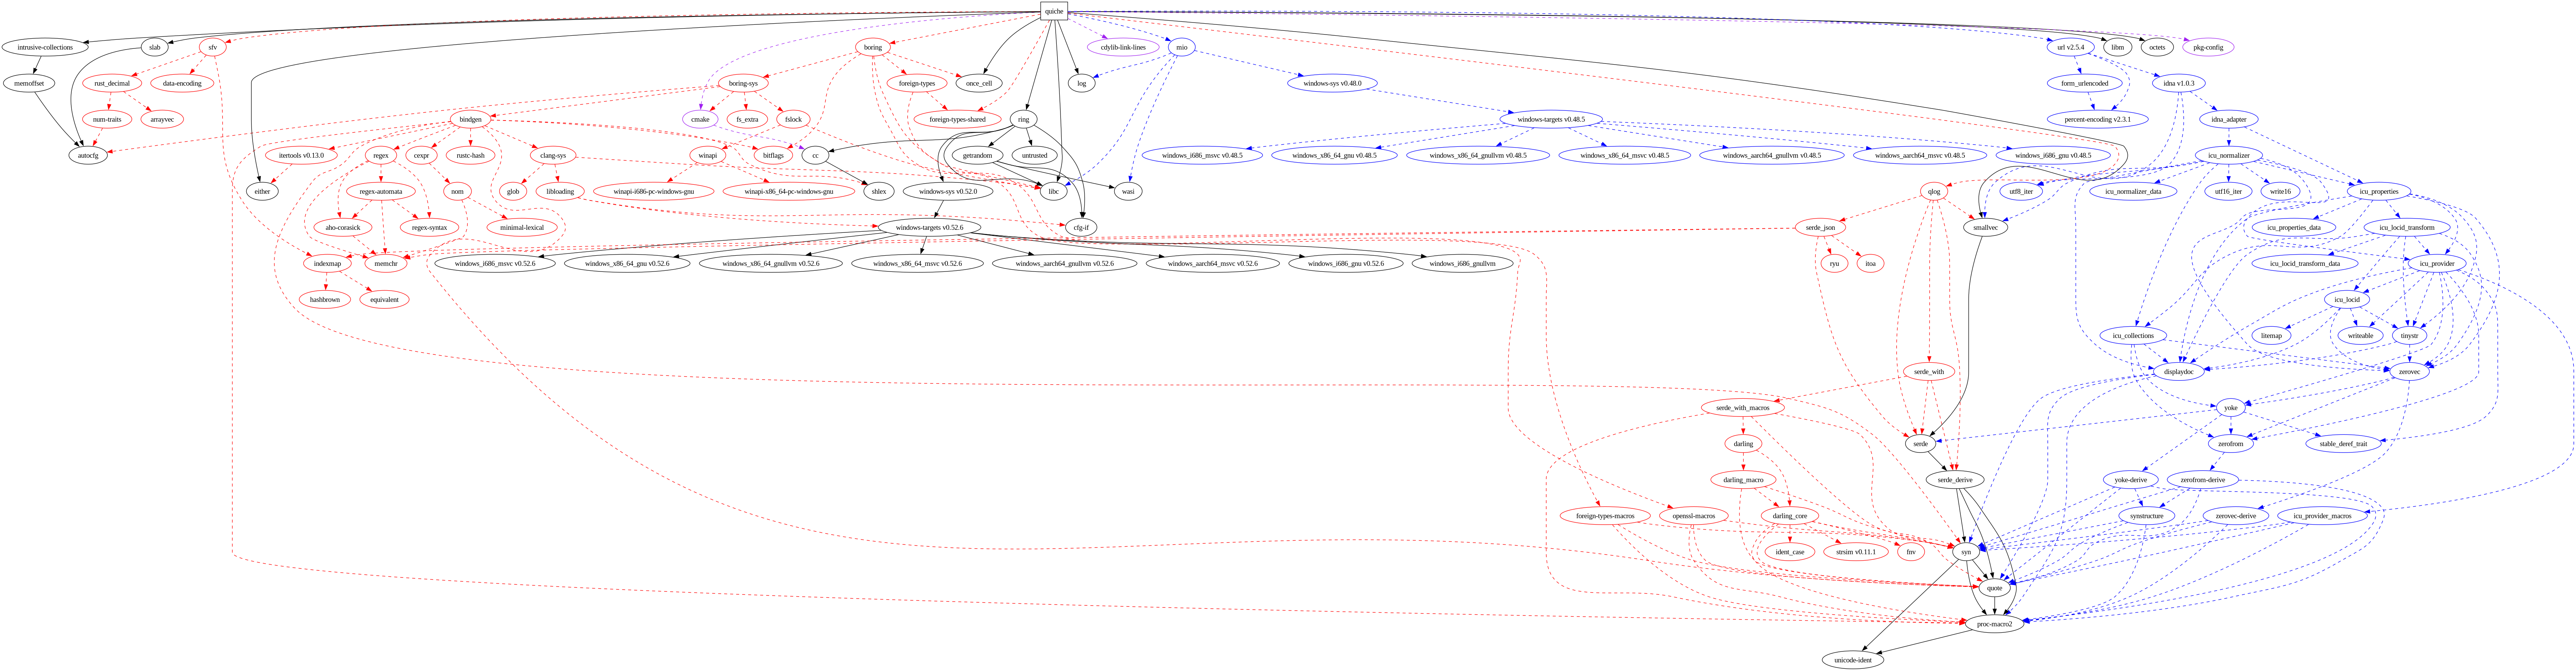 quiche
intrusive-collections
slab
sfv
boring
cdylib-link-lines
mio
url v2.5.4
libm
octets
pkg-config
memoffset
rust_decimal
data-encoding
boring-sys
foreign-types
once_cell
log
windows-sys v0.48.0
form_urlencoded
idna v1.0.3
num-traits
arrayvec
bindgen
cmake
fs_extra
fslock
foreign-types-shared
ring
windows-targets v0.48.5
percent-encoding v2.3.1
idna_adapter
autocfg
itertools v0.13.0
regex
cexpr
rustc-hash
clang-sys
winapi
bitflags
cc
getrandom
untrusted
windows_i686_msvc v0.48.5
windows_x86_64_gnu v0.48.5
windows_x86_64_gnullvm v0.48.5
windows_x86_64_msvc v0.48.5
windows_aarch64_gnullvm v0.48.5
windows_aarch64_msvc v0.48.5
windows_i686_gnu v0.48.5
icu_normalizer
either
regex-automata
nom
glob
libloading
winapi-i686-pc-windows-gnu
winapi-x86_64-pc-windows-gnu
shlex
windows-sys v0.52.0
libc
wasi
qlog
utf8_iter
icu_normalizer_data
utf16_iter
write16
icu_properties
aho-corasick
regex-syntax
minimal-lexical
windows-targets v0.52.6
cfg-if
serde_json
smallvec
icu_properties_data
icu_locid_transform
indexmap
memchr
windows_i686_msvc v0.52.6
windows_x86_64_gnu v0.52.6
windows_x86_64_gnullvm v0.52.6
windows_x86_64_msvc v0.52.6
windows_aarch64_gnullvm v0.52.6
windows_aarch64_msvc v0.52.6
windows_i686_gnu v0.52.6
windows_i686_gnullvm
ryu
itoa
icu_locid_transform_data
icu_provider
hashbrown
equivalent
icu_locid
icu_collections
litemap
writeable
tinystr
serde_with
displaydoc
zerovec
serde_with_macros
yoke
darling
serde
zerofrom
stable_deref_trait
darling_macro
serde_derive
yoke-derive
zerofrom-derive
foreign-types-macros
openssl-macros
darling_core
synstructure
zerovec-derive
icu_provider_macros
ident_case
strsim v0.11.1
fnv
syn
quote
proc-macro2
unicode-ident